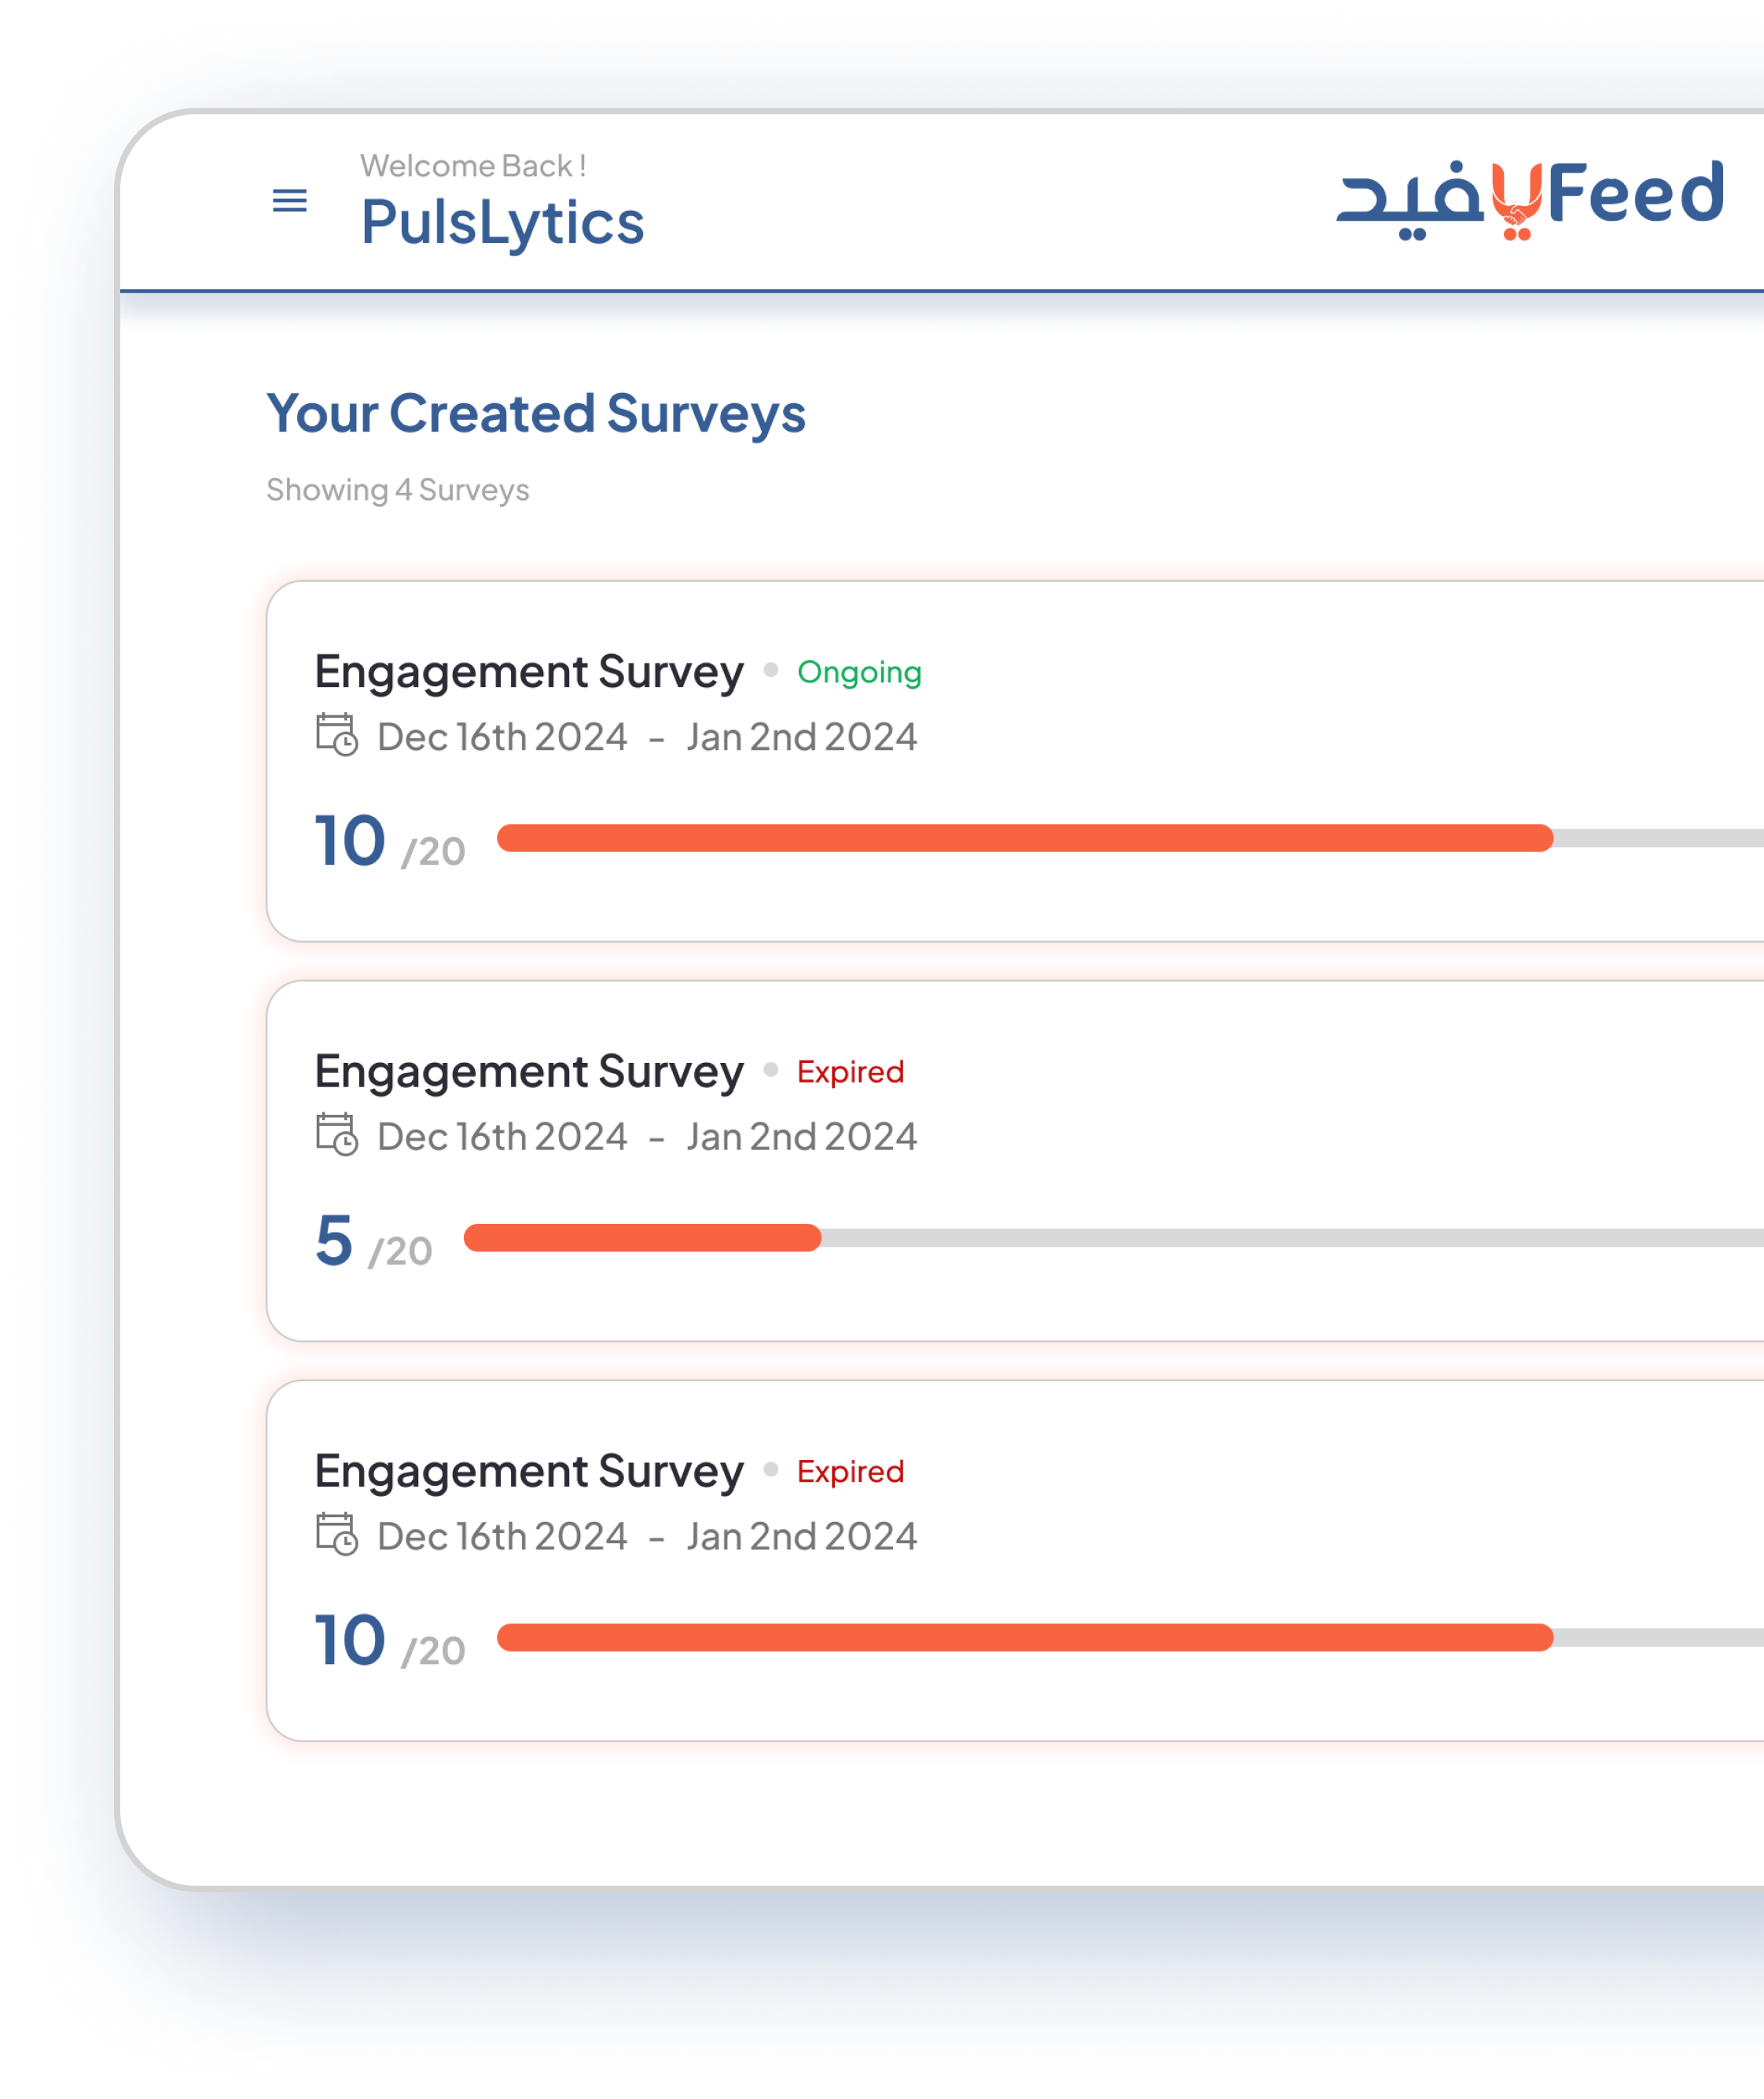 Welcome Back !
PulsLytics
يفيد UFeed
Your Created Surveys
Showing 4 Surveys
Engagement Survey • Ongoing
Dec 16th 2024 - Jan 2nd 2024
10 /20
Engagement Survey • Expired
Dec 16th 2024 - Jan 2nd 2024
5 /20
Engagement Survey • Expired
Dec 16th 2024 - Jan 2nd 2024
10 /20